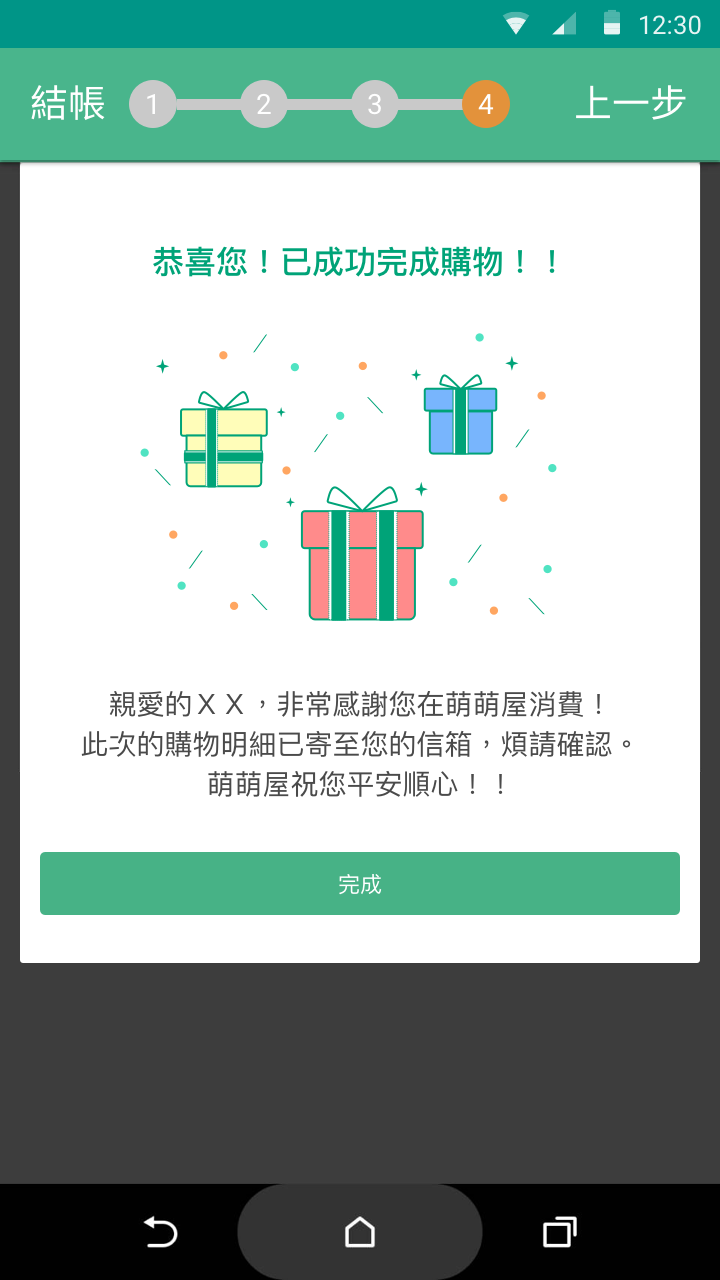 12:30
結帳 1 2 3 4 上一步
恭喜您！已成功完成購物！！
親愛的ＸＸ，非常感謝您在萌萌屋消費！
此次的購物明細已寄至您的信箱，煩請確認。
萌萌屋祝您平安順心！！
完成